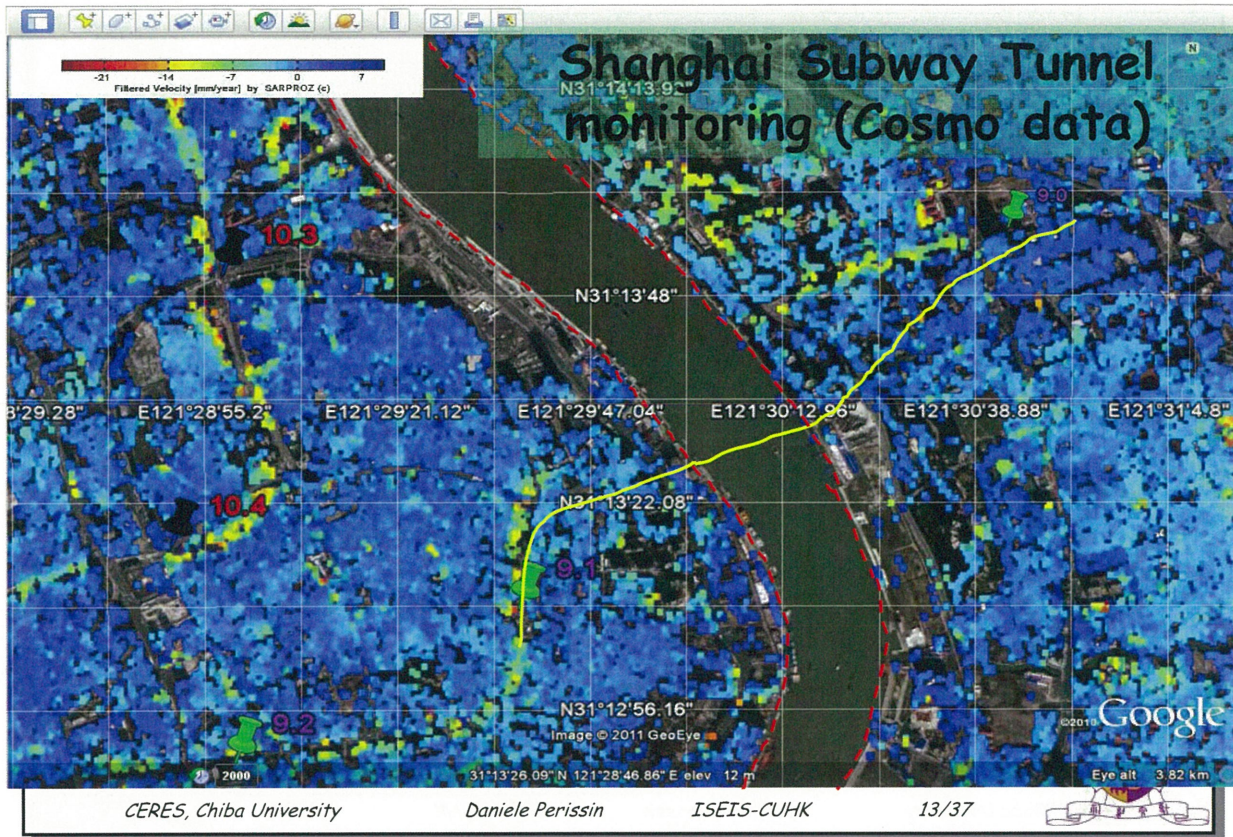 -21 -14 -7 0 7
Filtered Velocity [mm/year] by SARPROZ (c)
Shanghai Subway Tunnel
monitoring (Cosmo data)
N
N31°14'13.92"
9.0
10.3
N31°13'48"
8'29.28" E121°28'55.2" E121°29'21.12" E121°29'47.04" E121°30'12.96" E121°30'38.88" E121°31'4.8"
10.4
N31°13'22.08"
9.1
N31°12'56.16"
9.2
Image © 2011 GeoEye
©2010 Google
2000 31°13'26.09" N 121°28'46.86" E elev 12 m Eye alt 3.82 km
CERES, Chiba University Daniele Perissin ISEIS-CUHK 13/37